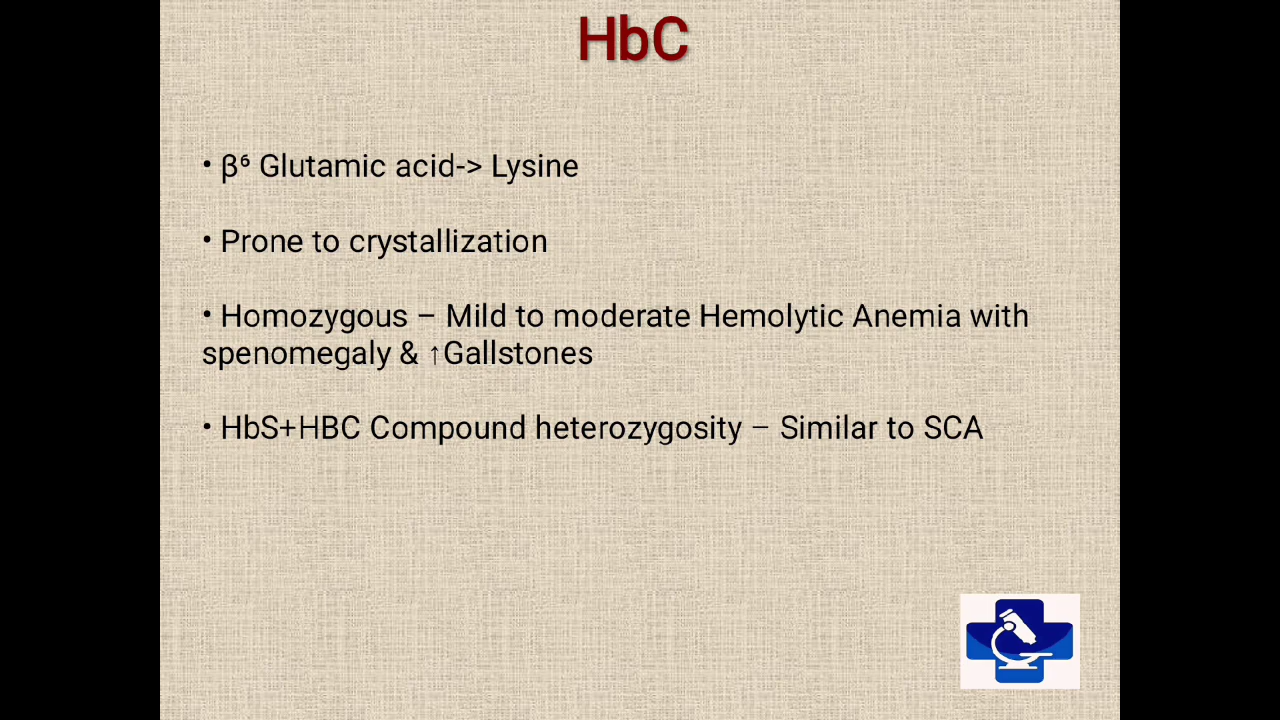 HbC
• β⁶ Glutamic acid-> Lysine
• Prone to crystallization
• Homozygous – Mild to moderate Hemolytic Anemia with
spenomegaly & ↑Gallstones
• HbS+HBC Compound heterozygosity – Similar to SCA